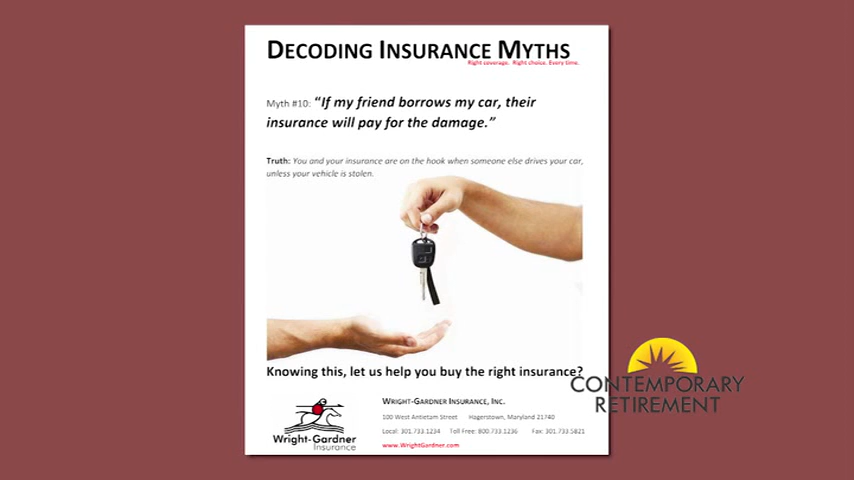 DECODING INSURANCE MYTHS
Right coverage. Right choice. Every time.
Myth #10: “If my friend borrows my car, their
insurance will pay for the damage.”
Truth: You and your insurance are on the hook when someone else drives your car,
unless your vehicle is stolen.
Knowing this, let us help you buy the right insurance?
CONTEMPORARY
RETIREMENT
WRIGHT-GARDNER INSURANCE, INC.
100 West Antietam Street Hagerstown, Maryland 21740
Local: 301.733.1234 Toll Free: 800.733.1236 Fax: 301.733.5821
www.WrightGardner.com
Wright-Gardner
Insurance